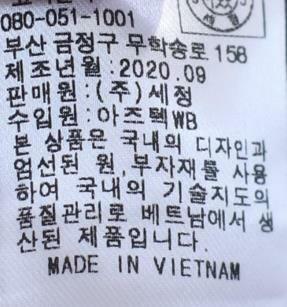 080-051-1001
부산 금정구 무학송로 158
제조년월:2020.09
판매원:(주)세정
수입원:아즈텍WB
본 상품은 국내의 디자인과
엄선된 원,부자재를 사용
하여 국내의 기술지도의
품질관리로 베트남에서 생
산된 제품입니다.
MADE IN VIETNAM